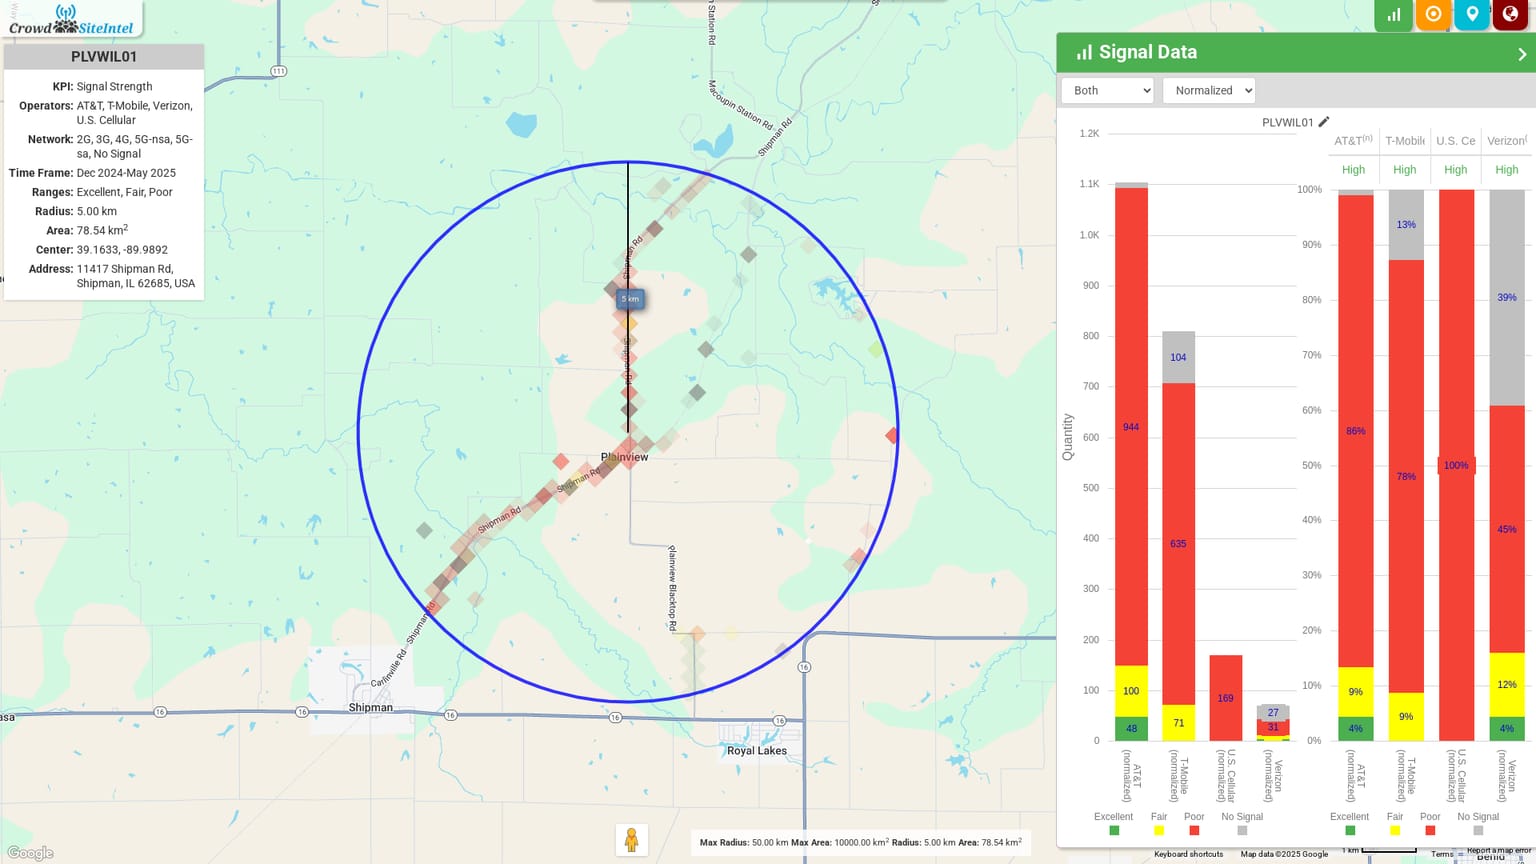 Crowd SiteIntel
PLVWIL01
KPI: Signal Strength
Operators: AT&T, T-Mobile, Verizon,
U.S. Cellular
Network: 2G, 3G, 4G, 5G-nsa, 5G-
sa, No Signal
Time Frame: Dec 2024-May 2025
Ranges: Excellent, Fair, Poor
Radius: 5.00 km
Area: 78.54 km2
Center: 39.1633, -89.9892
Address: 11417 Shipman Rd,
Shipman, IL 62685, USA
111
Station Rd
Macoupin Station Rd
Shipman Rd
Shipman Rd
5 km
Shipman Rd
Plainview
Shipman Rd
Shipman Rd
Plainview Blacktop Rd
Shipman Rd
Carlinville Rd
Shipman
16
16
16
16
16
16
Royal Lakes
Google
Max Radius: 50.00 km Max Area: 10000.00 km2 Radius: 5.00 km Area: 78.54 km2
Signal Data
Both
Normalized
PLVWIL01
1.2K
1.1K
1.0K
900
800
700
600
500
400
300
200
100
0
Quantity
944
100
48
104
635
71
169
27
31
AT&T (normalized)
T-Mobile (normalized)
U.S. Cellular (normalized)
Verizon (normalized)
Excellent Fair Poor No Signal
AT&T(n) T-Mobile U.S. Ce Verizon(
High High High High
100%
90%
80%
70%
60%
50%
40%
30%
20%
10%
0%
86%
9%
4%
13%
78%
9%
100%
39%
45%
12%
4%
AT&T (normalized)
T-Mobile (normalized)
U.S. Cellular (normalized)
Verizon (normalized)
Excellent Fair Poor No Signal
Keyboard shortcuts
Map data ©2025 Google
1 km
Terms
Report a map error